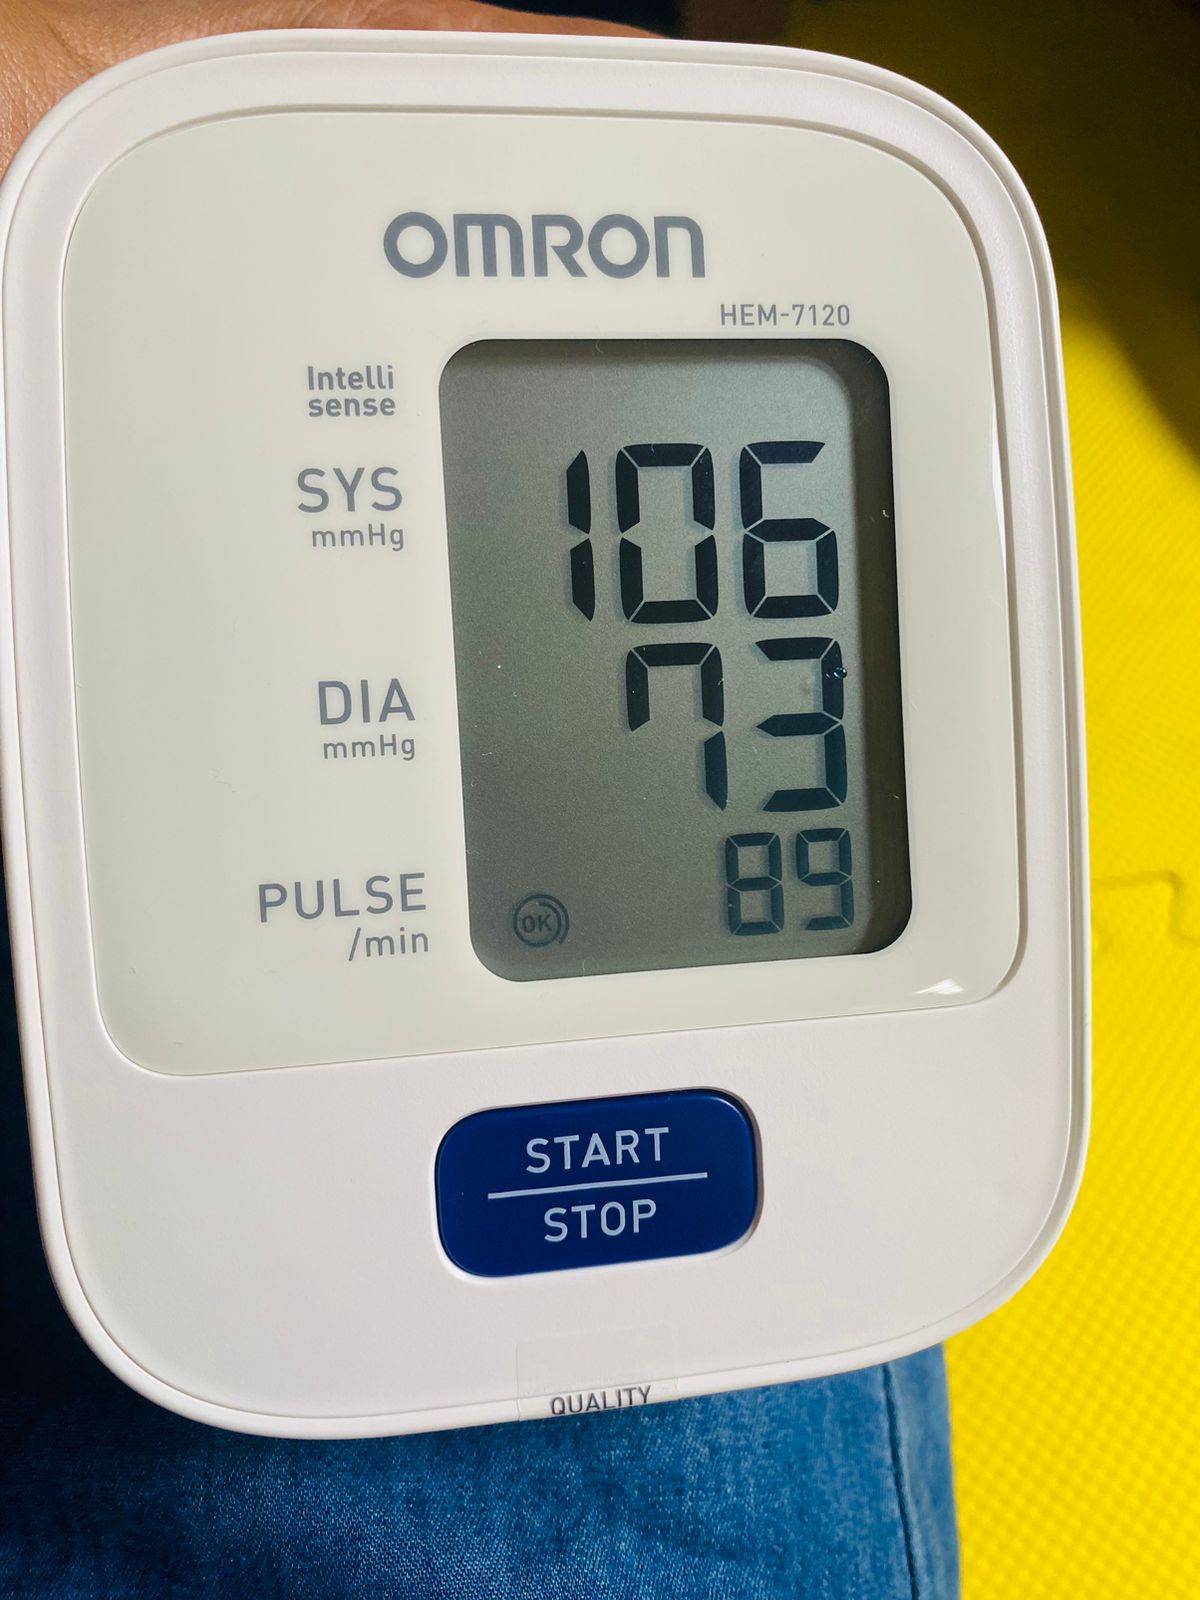 OMRON
HEM-7120
Intelli
sense
SYS
mmHg
106
DIA
mmHg
73
PULSE
/min
89
OK
START
STOP
QUALITY